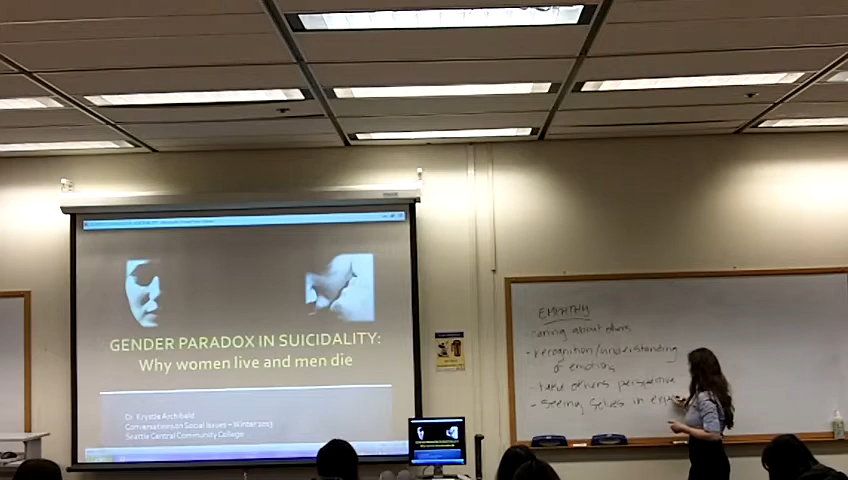 GENDER PARADOX IN SUICIDALITY:
Why women live and men die
Dr. Krysta Archibald
Conversations on Social Issues – Winter 2013
Seattle Central Community College
EMPATHY
- caring about others
- recognition/understanding
of emotions
- take others perspective
- seeing selves in